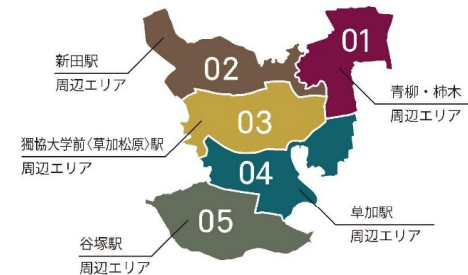 01
新田駅
周辺エリア
02
青柳・柿木
周辺エリア
03
獨協大学前〈草加松原〉駅
周辺エリア
04
草加駅
周辺エリア
05
谷塚駅
周辺エリア